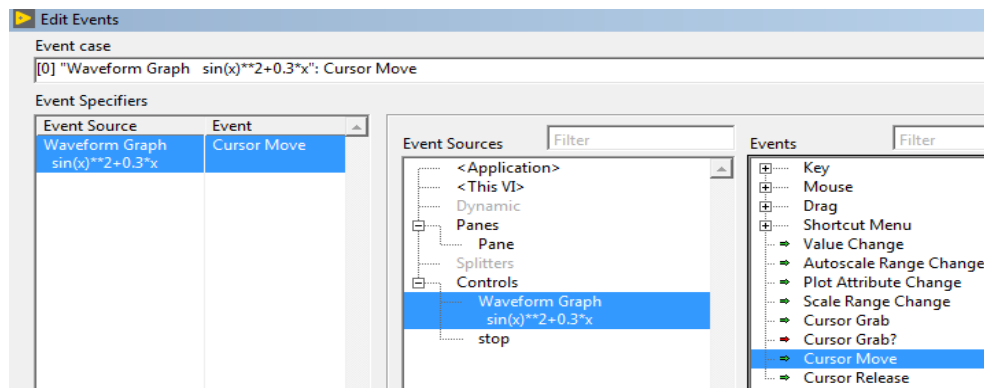 Edit Events
Event case
[0] "Waveform Graph   sin(x)**2+0.3*x": Cursor Move
Event Specifiers
Event Source
Event
Waveform Graph
sin(x)**2+0.3*x
Cursor Move
Event Sources
Filter
<Application>
<This VI>
Dynamic
Panes
Pane
Splitters
Controls
Waveform Graph
sin(x)**2+0.3*x
stop
Events
Filter
Key
Mouse
Drag
Shortcut Menu
Value Change
Autoscale Range Change
Plot Attribute Change
Scale Range Change
Cursor Grab
Cursor Grab?
Cursor Move
Cursor Release